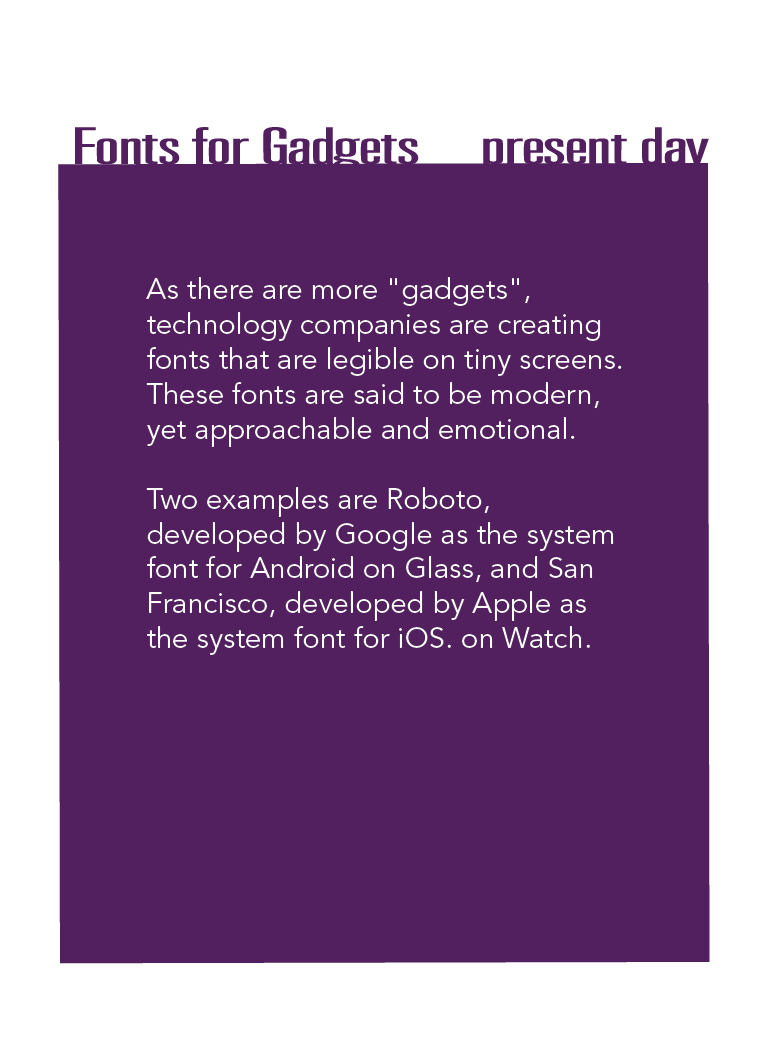 Fonts for Gadgets present day
As there are more "gadgets",
technology companies are creating
fonts that are legible on tiny screens.
These fonts are said to be modern,
yet approachable and emotional.
Two examples are Roboto,
developed by Google as the system
font for Android on Glass, and San
Francisco, developed by Apple as
the system font for iOS. on Watch.